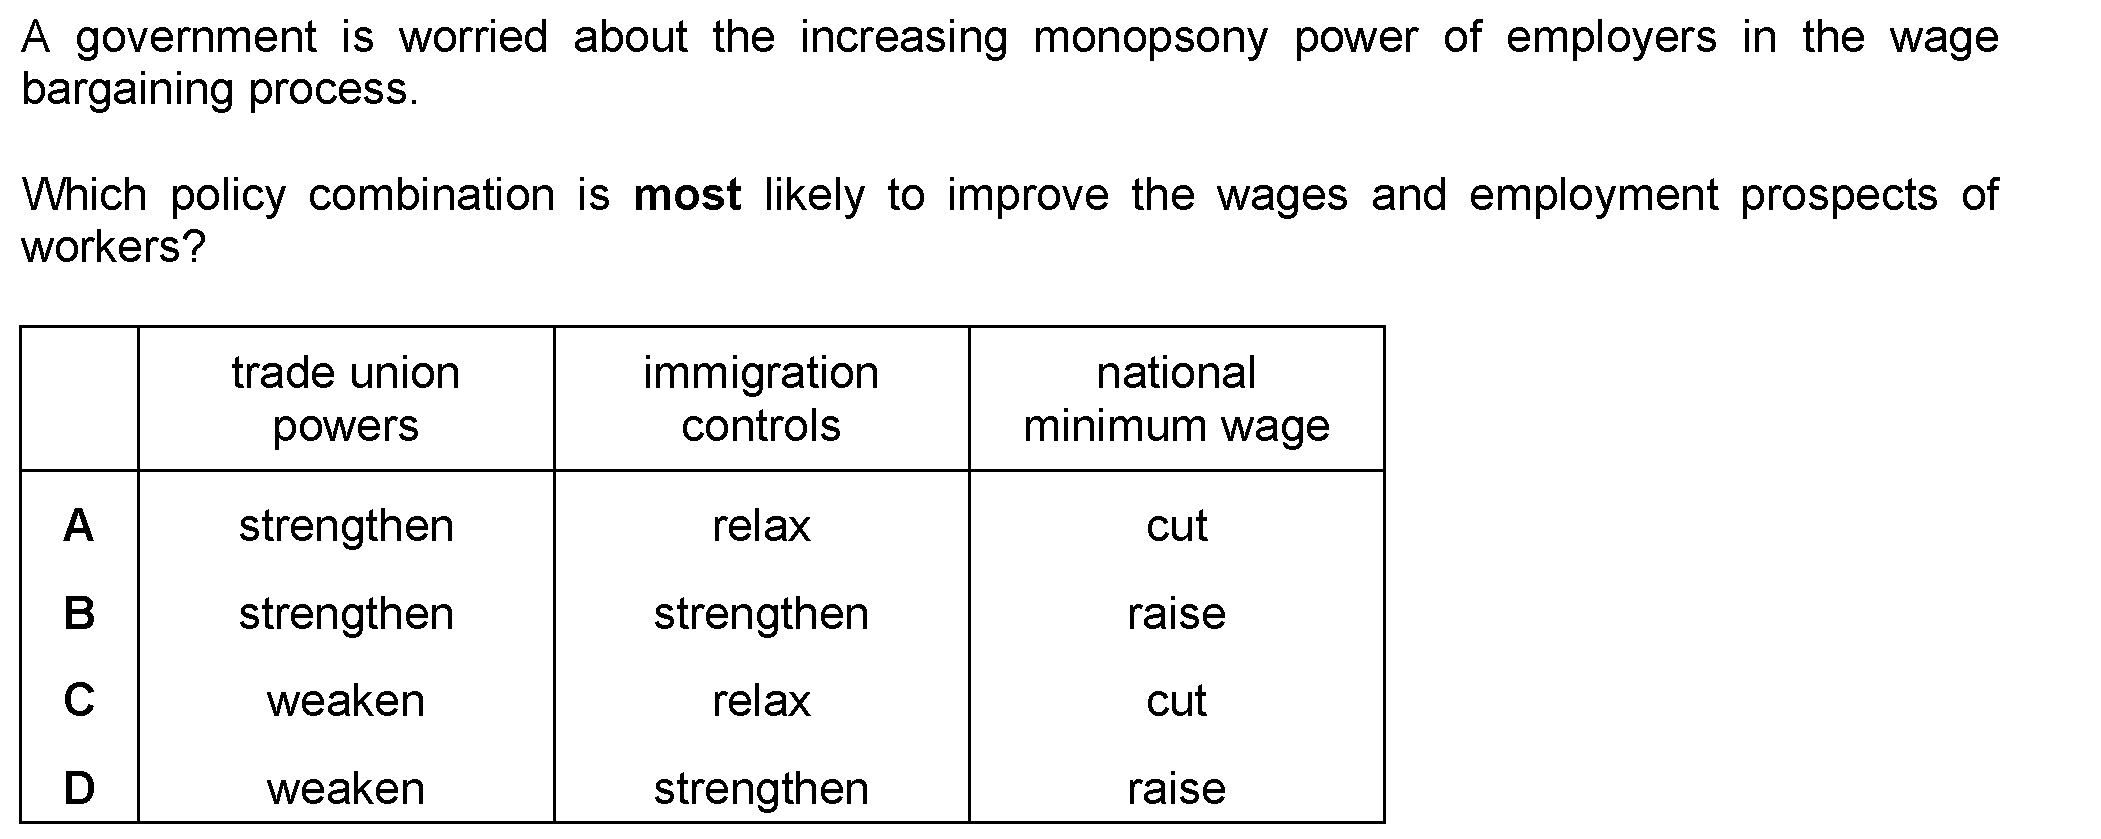 A government is worried about the increasing monopsony power of employers in the wage
bargaining process.
Which policy combination is most likely to improve the wages and employment prospects of
workers?
trade union powers immigration controls national minimum wage
A strengthen relax cut
B strengthen strengthen raise
C weaken relax cut
D weaken strengthen raise